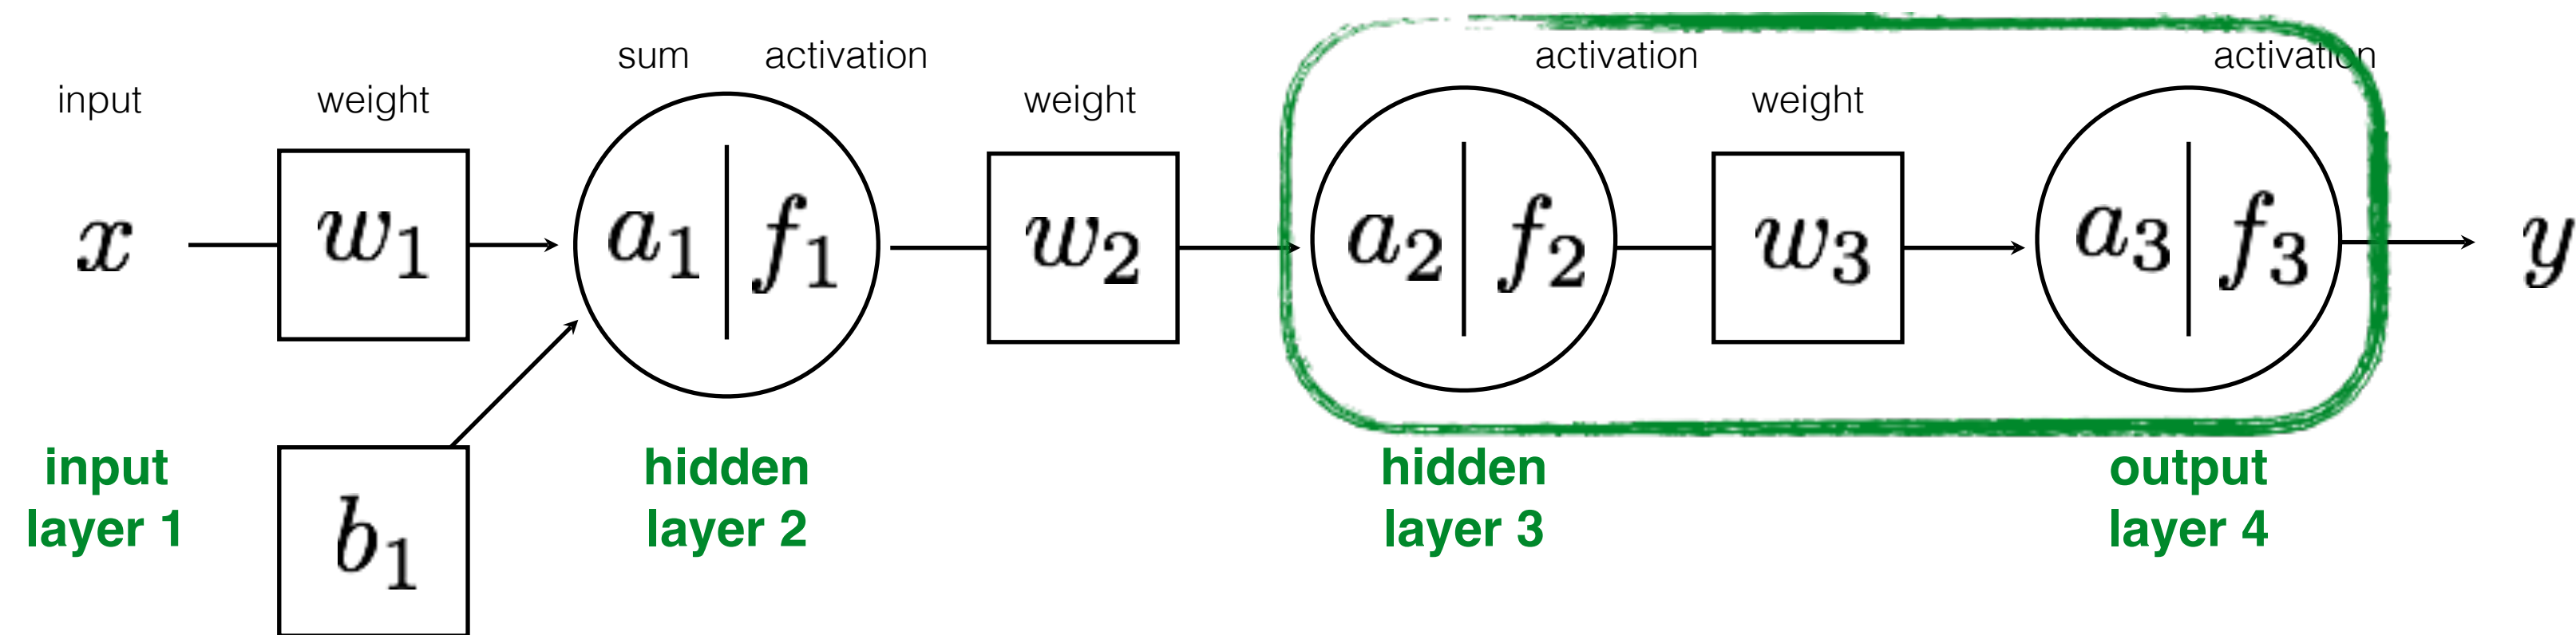 sum activation activation activation
input weight weight weight
x w₁ a₁ | f₁ w₂ a₂ | f₂ w₃ a₃ | f₃ y
input hidden hidden output
layer 1 layer 2 layer 3 layer 4
b₁